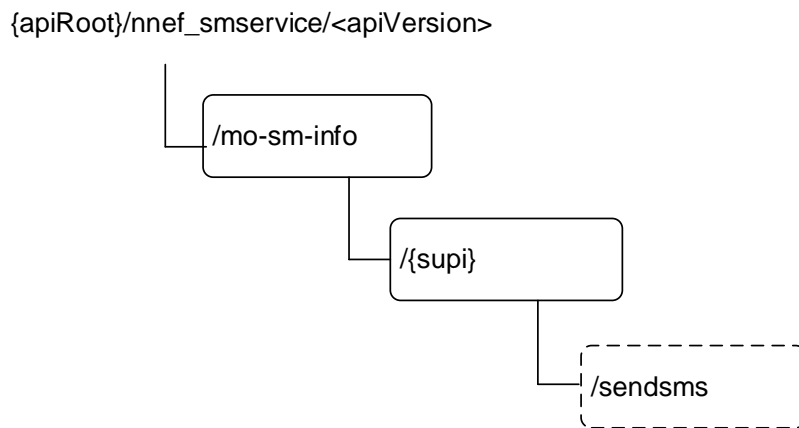 {apiRoot}/nnef_smservice/<apiVersion>
/mo-sm-info
/{supi}
/sendsms